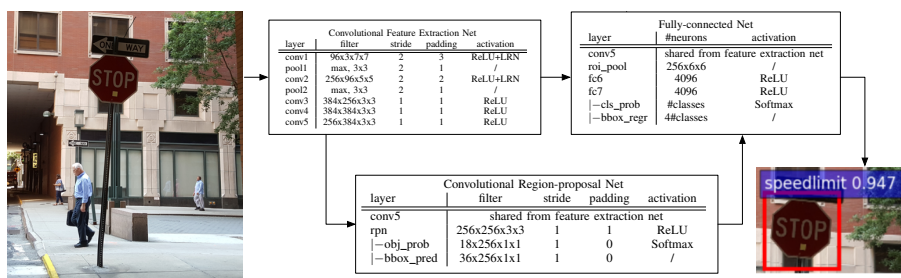 ONE WAY
STOP
Convolutional Feature Extraction Net
layer filter stride padding activation
conv1 96x3x7x7 2 3 ReLU+LRN
pool1 max, 3x3 2 1 /
conv2 256x96x5x5 2 2 ReLU+LRN
pool2 max, 3x3 2 1 /
conv3 384x256x3x3 1 1 ReLU
conv4 384x384x3x3 1 1 ReLU
conv5 256x384x3x3 1 1 ReLU
Fully-connected Net
layer #neurons activation
conv5 shared from feature extraction net
roi_pool 256x6x6 /
fc6 4096 ReLU
fc7 4096 ReLU
|−cls_prob #classes Softmax
|−bbox_regr 4#classes /
Convolutional Region-proposal Net
layer filter stride padding activation
conv5 shared from feature extraction net
rpn 256x256x3x3 1 1 ReLU
|−obj_prob 18x256x1x1 1 0 Softmax
|−bbox_pred 36x256x1x1 1 0 /
speedlimit 0.947
STOP